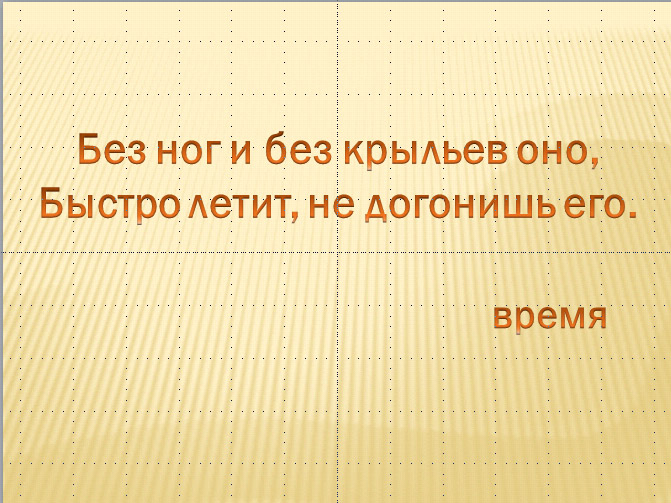 Без ног и без крыльев оно,
Быстро летит, не догонишь его.
время